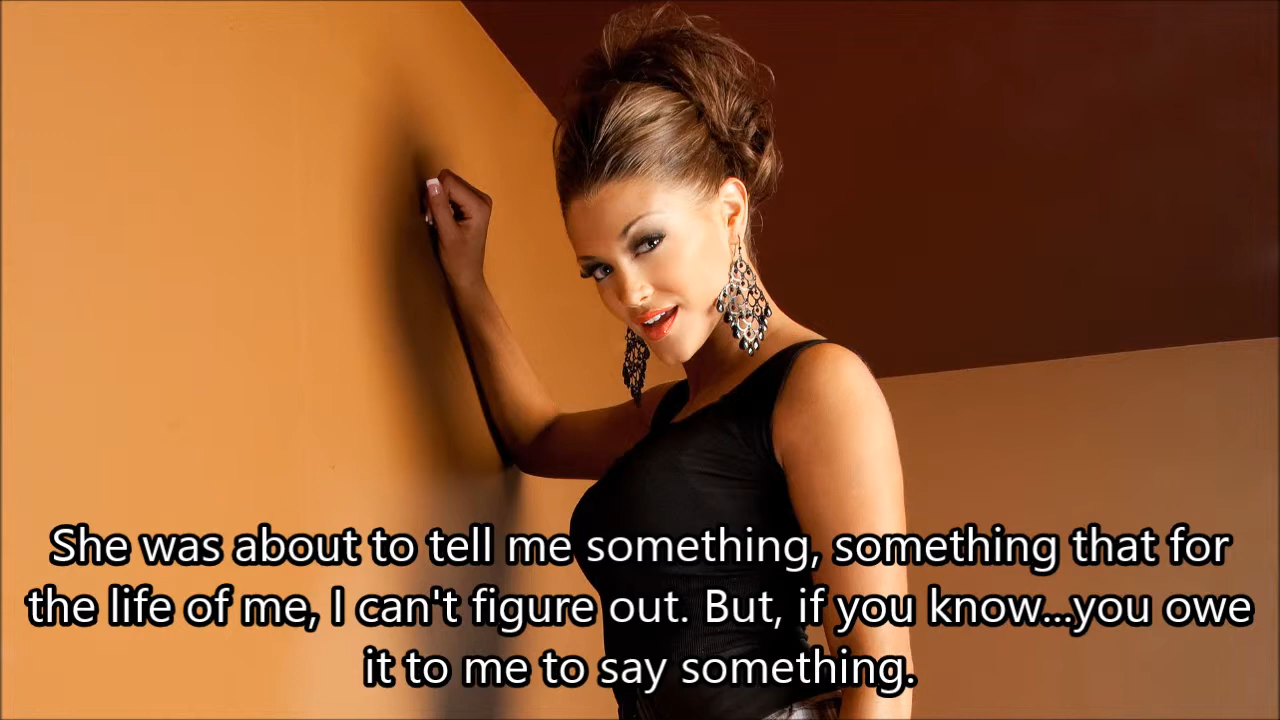 She was about to tell me something, something that for
the life of me, I can't figure out. But, if you know...you owe
it to me to say something.